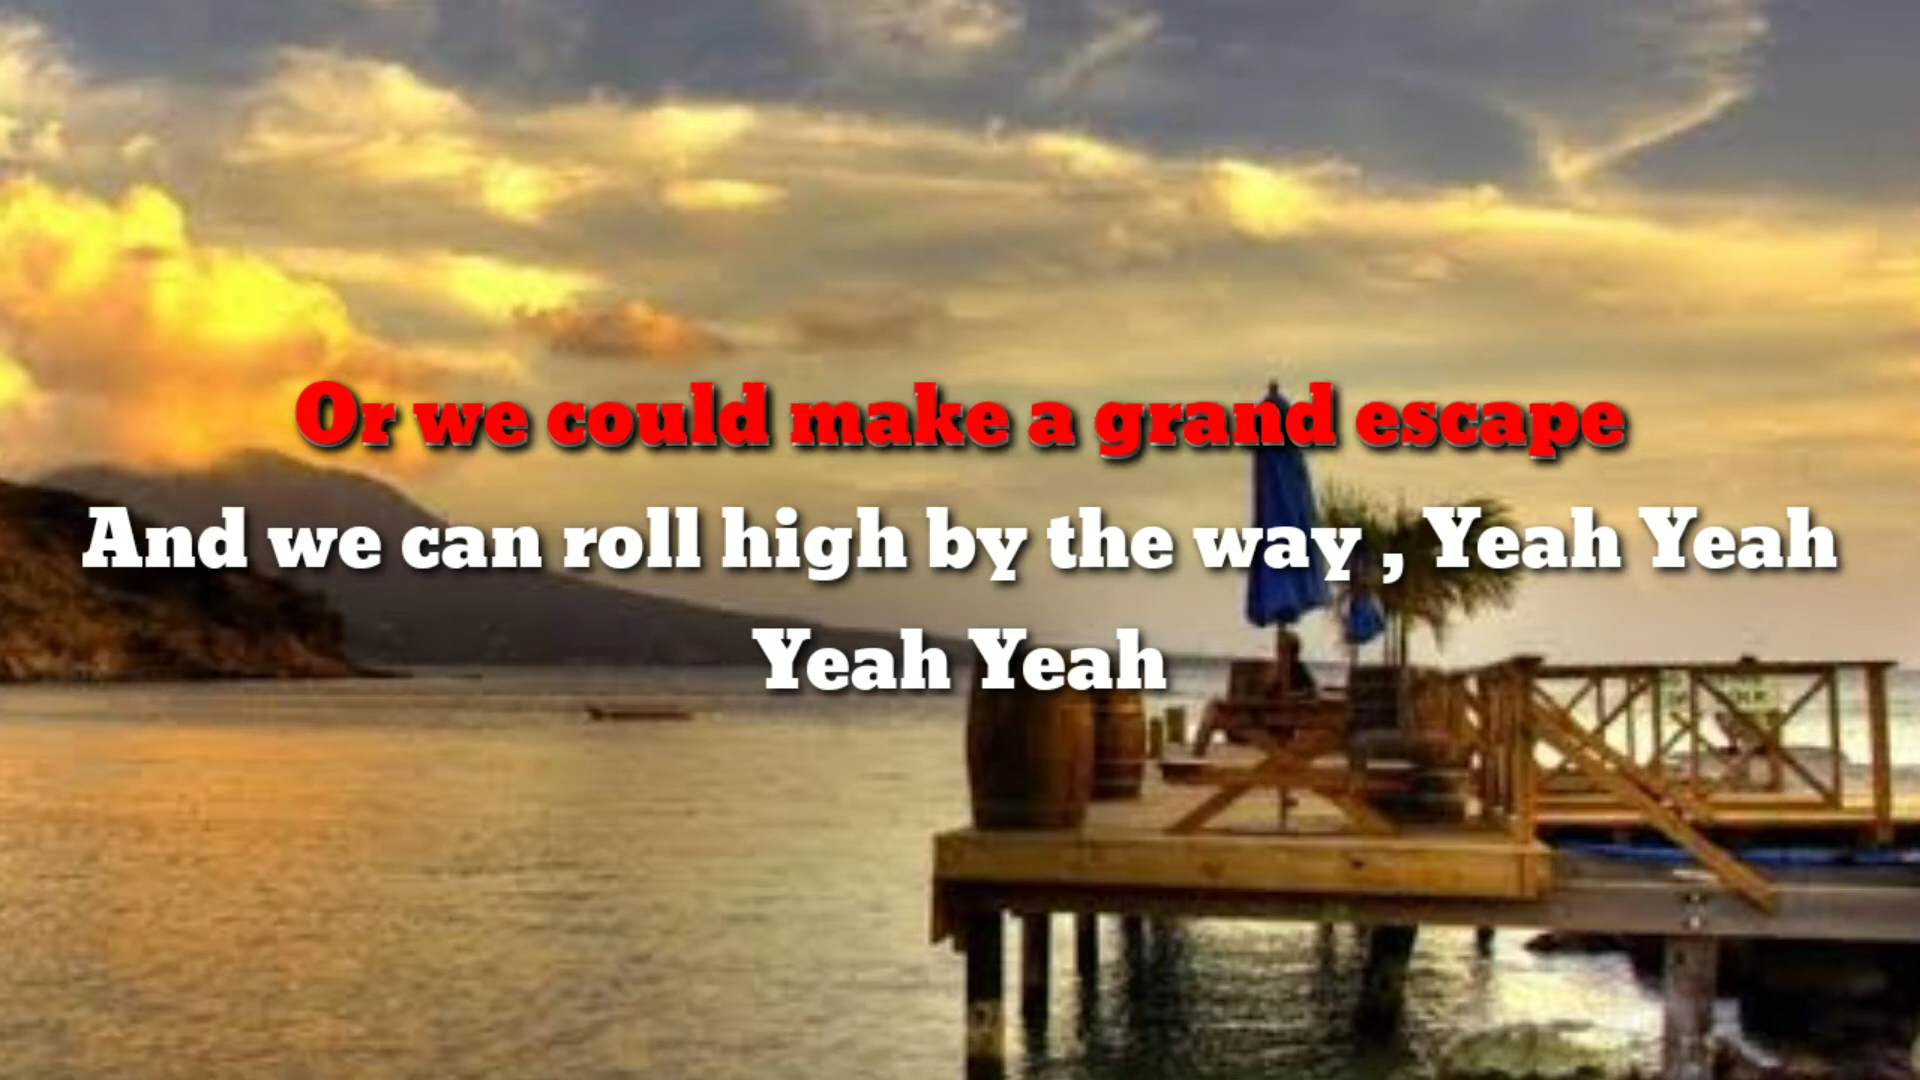 Or we could make a grand escape
And we can roll high by the way , Yeah Yeah
Yeah Yeah